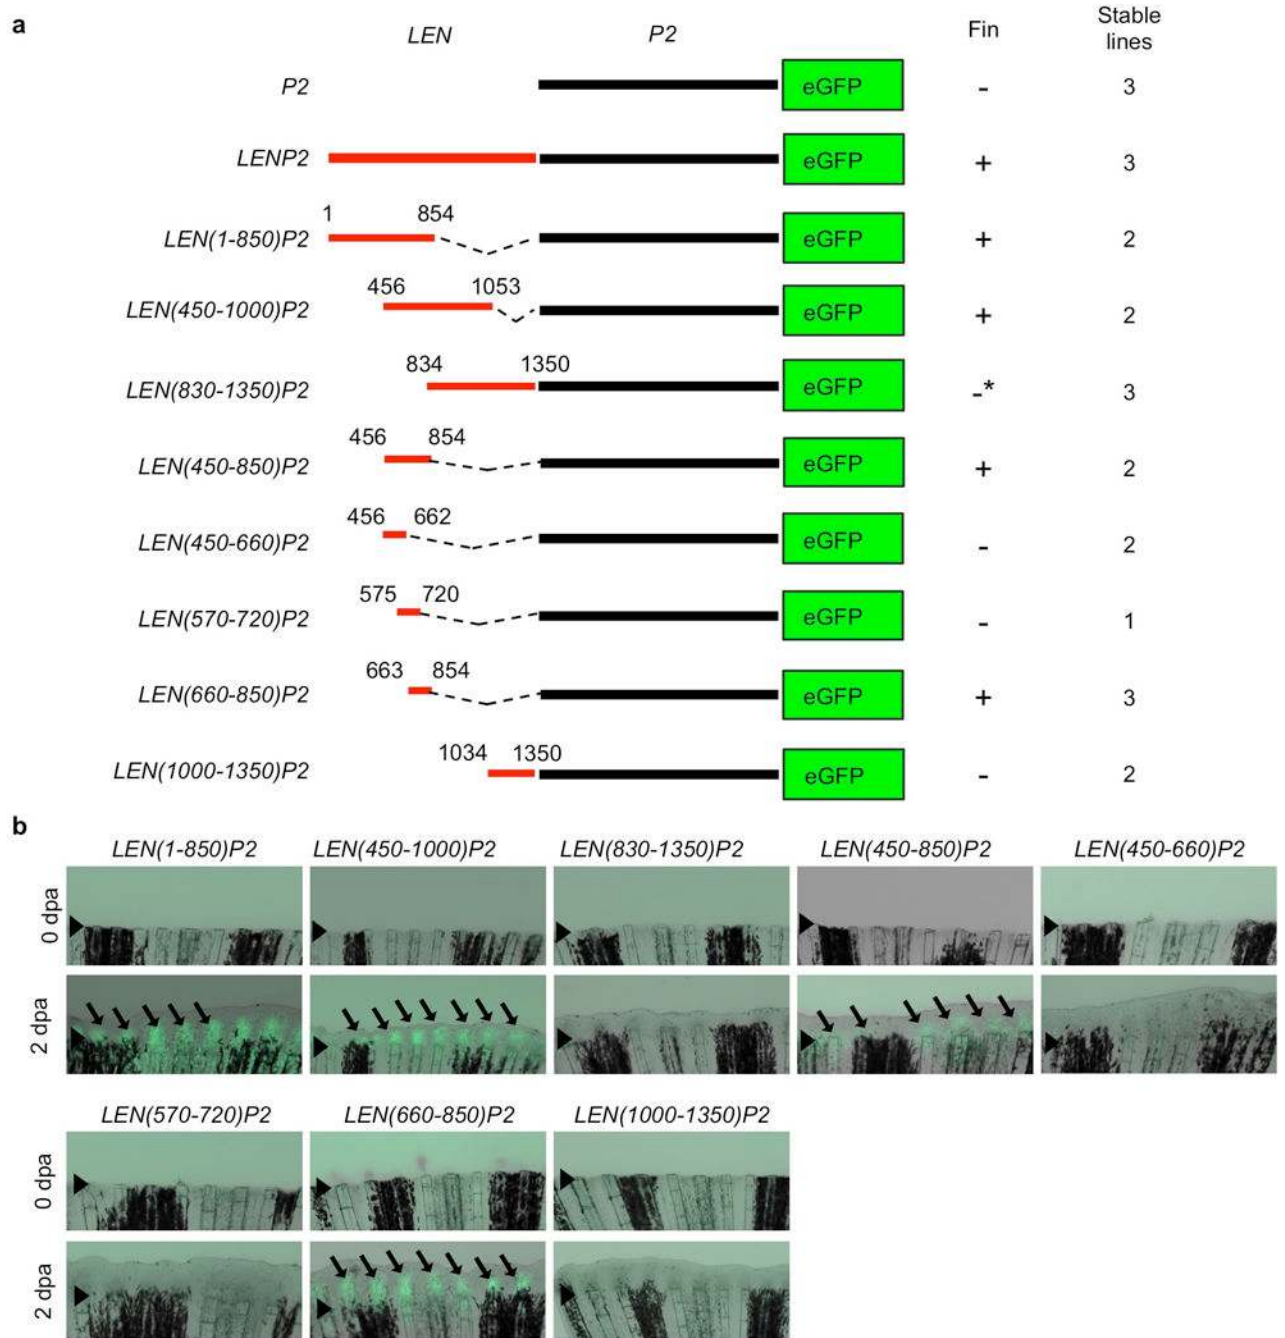 a
LEN P2 Fin Stable lines
P2 eGFP - 3
LENP2 eGFP + 3
1 854
LEN(1-850)P2 eGFP + 2
456 1053
LEN(450-1000)P2 eGFP + 2
834 1350
LEN(830-1350)P2 eGFP -* 3
456 854
LEN(450-850)P2 eGFP + 2
456 662
LEN(450-660)P2 eGFP - 2
575 720
LEN(570-720)P2 eGFP - 1
663 854
LEN(660-850)P2 eGFP + 3
1034 1350
LEN(1000-1350)P2 eGFP - 2
b
LEN(1-850)P2 LEN(450-1000)P2 LEN(830-1350)P2 LEN(450-850)P2 LEN(450-660)P2
0 dpa
2 dpa
LEN(570-720)P2 LEN(660-850)P2 LEN(1000-1350)P2
0 dpa
2 dpa